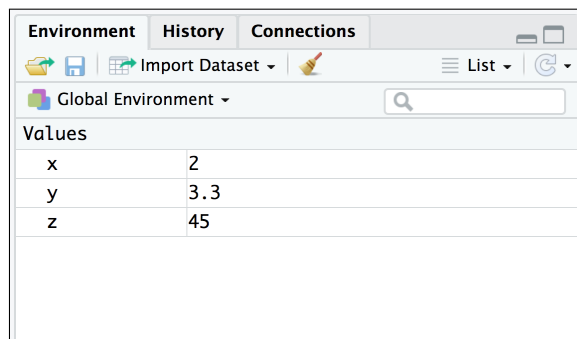 Environment History Connections
Import Dataset List
Global Environment
Values
x 2
y 3.3
z 45